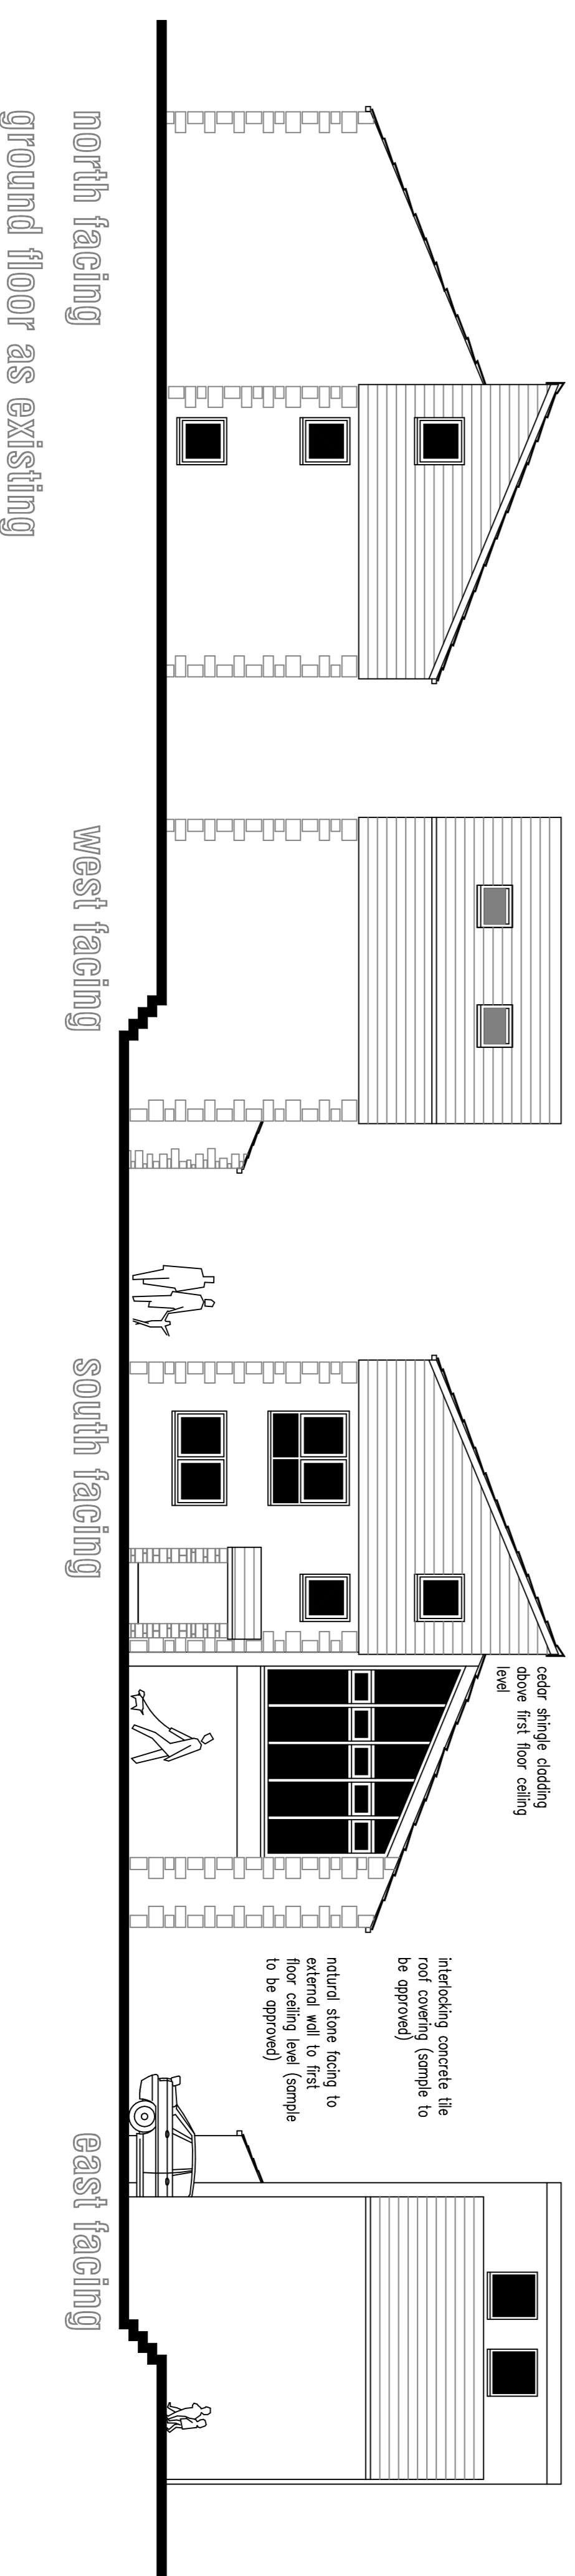 cedar shingle cladding
above first floor ceiling
level
interlocking concrete tile
roof covering (sample to
be approved)
natural stone facing to
external wall to first
floor ceiling level (sample
to be approved)
north facing
west facing
south facing
east facing
ground floor as existing